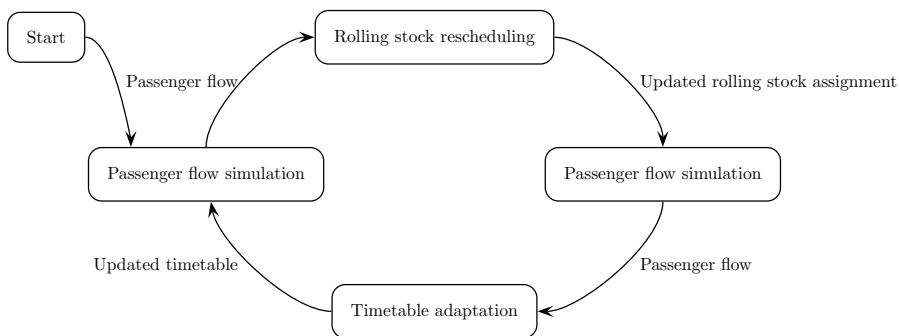 Start
Rolling stock rescheduling
Passenger flow
Updated rolling stock assignment
Passenger flow simulation
Passenger flow simulation
Updated timetable
Passenger flow
Timetable adaptation